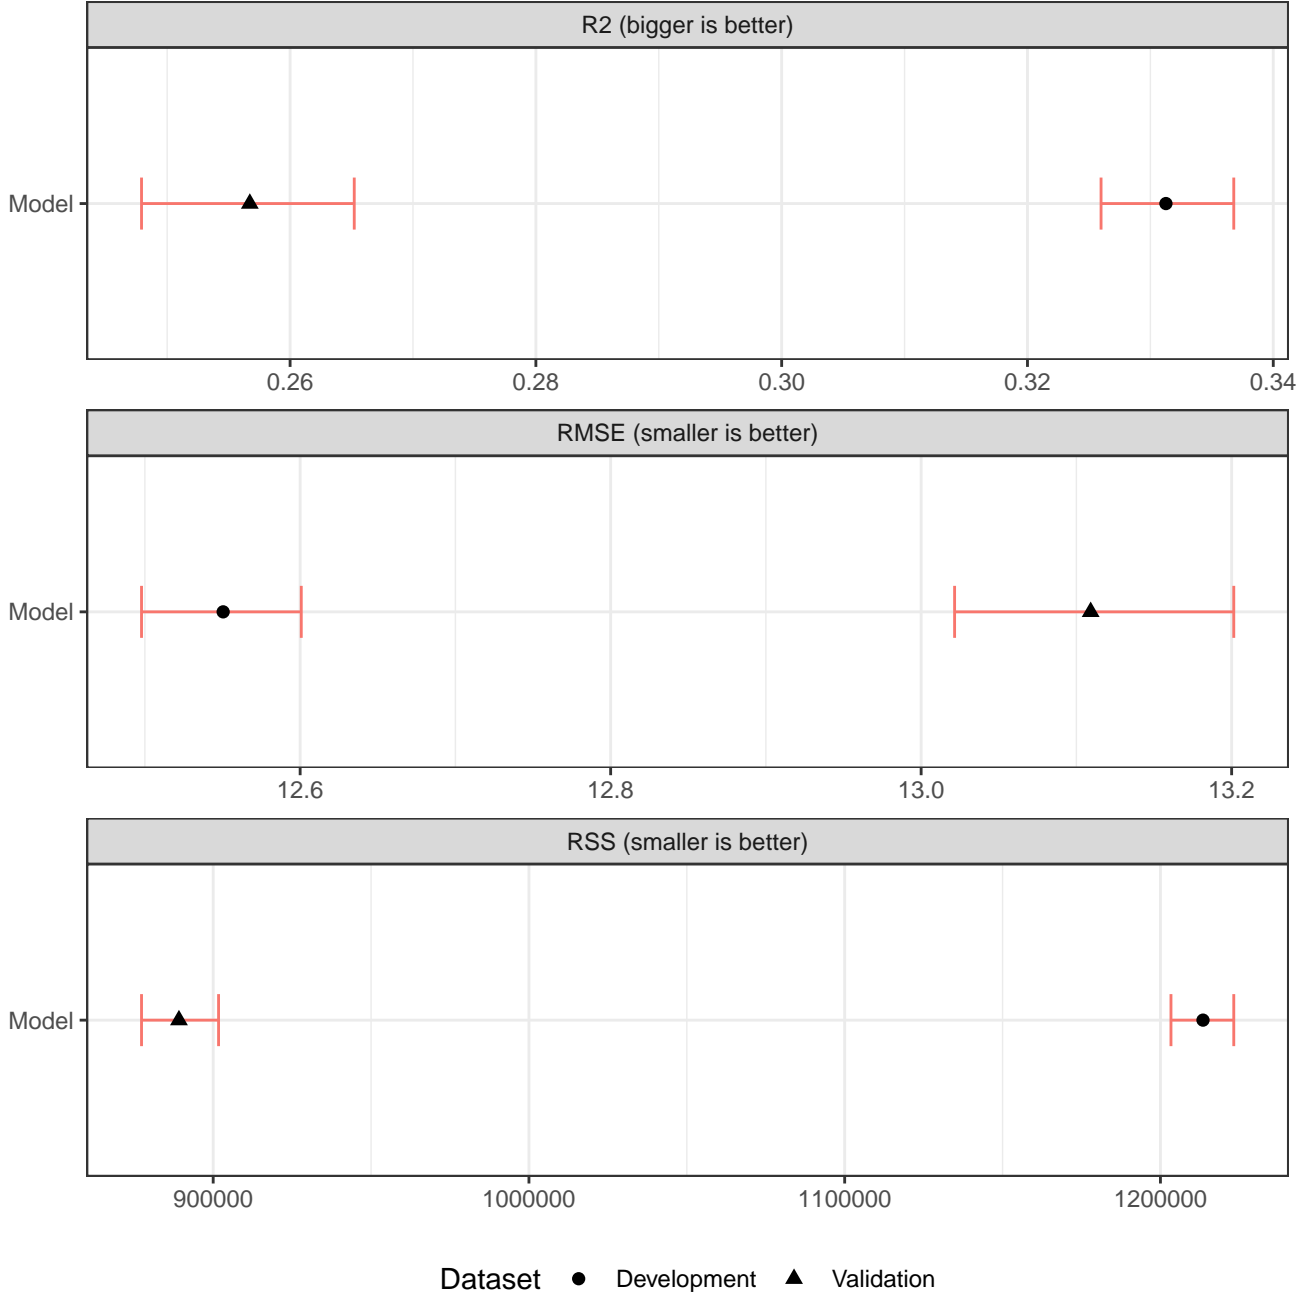 R2 (bigger is better)
Model
0.26 0.28 0.30 0.32 0.34
RMSE (smaller is better)
Model
12.6 12.8 13.0 13.2
RSS (smaller is better)
Model
900000 1000000 1100000 1200000
Dataset Development Validation